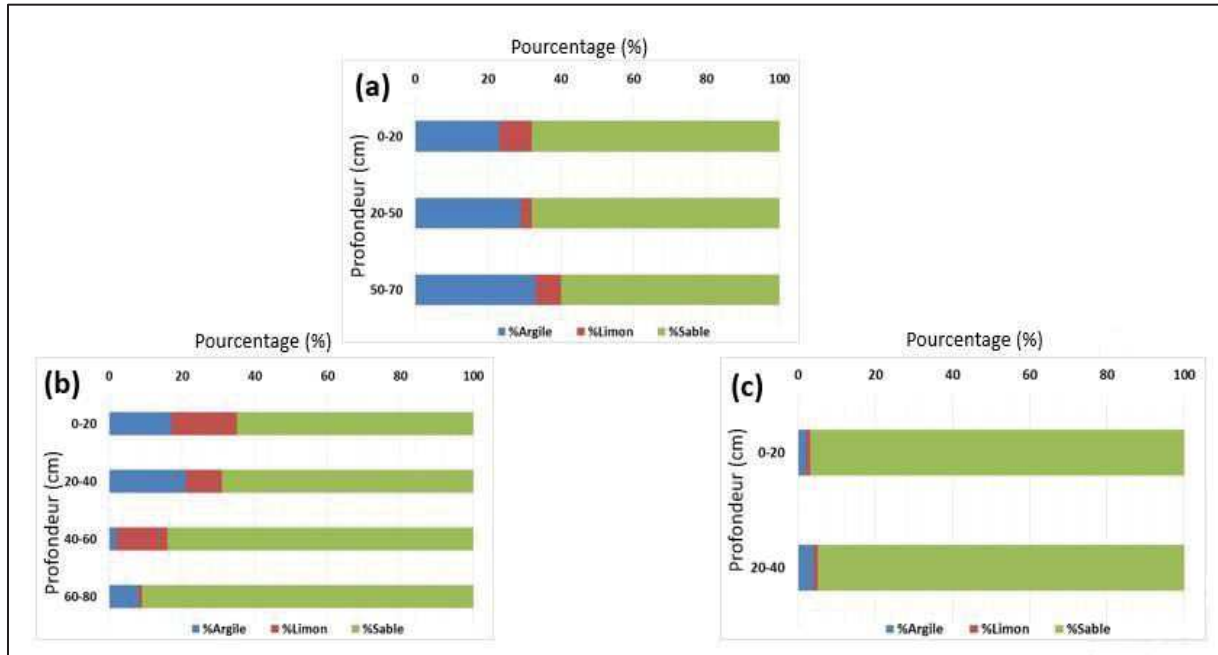 Pourcentage (%)
(a)
0 20 40 60 80 100
Profondeur (cm)
0-20
20-50
50-70
%Argile %Limon %Sable
Pourcentage (%)
(b)
0 20 40 60 80 100
Profondeur (cm)
0-20
20-40
40-60
60-80
%Argile %Limon %Sable
Pourcentage (%)
(c)
0 20 40 60 80 100
Profondeur (cm)
0-20
20-40
%Argile %Limon %Sable